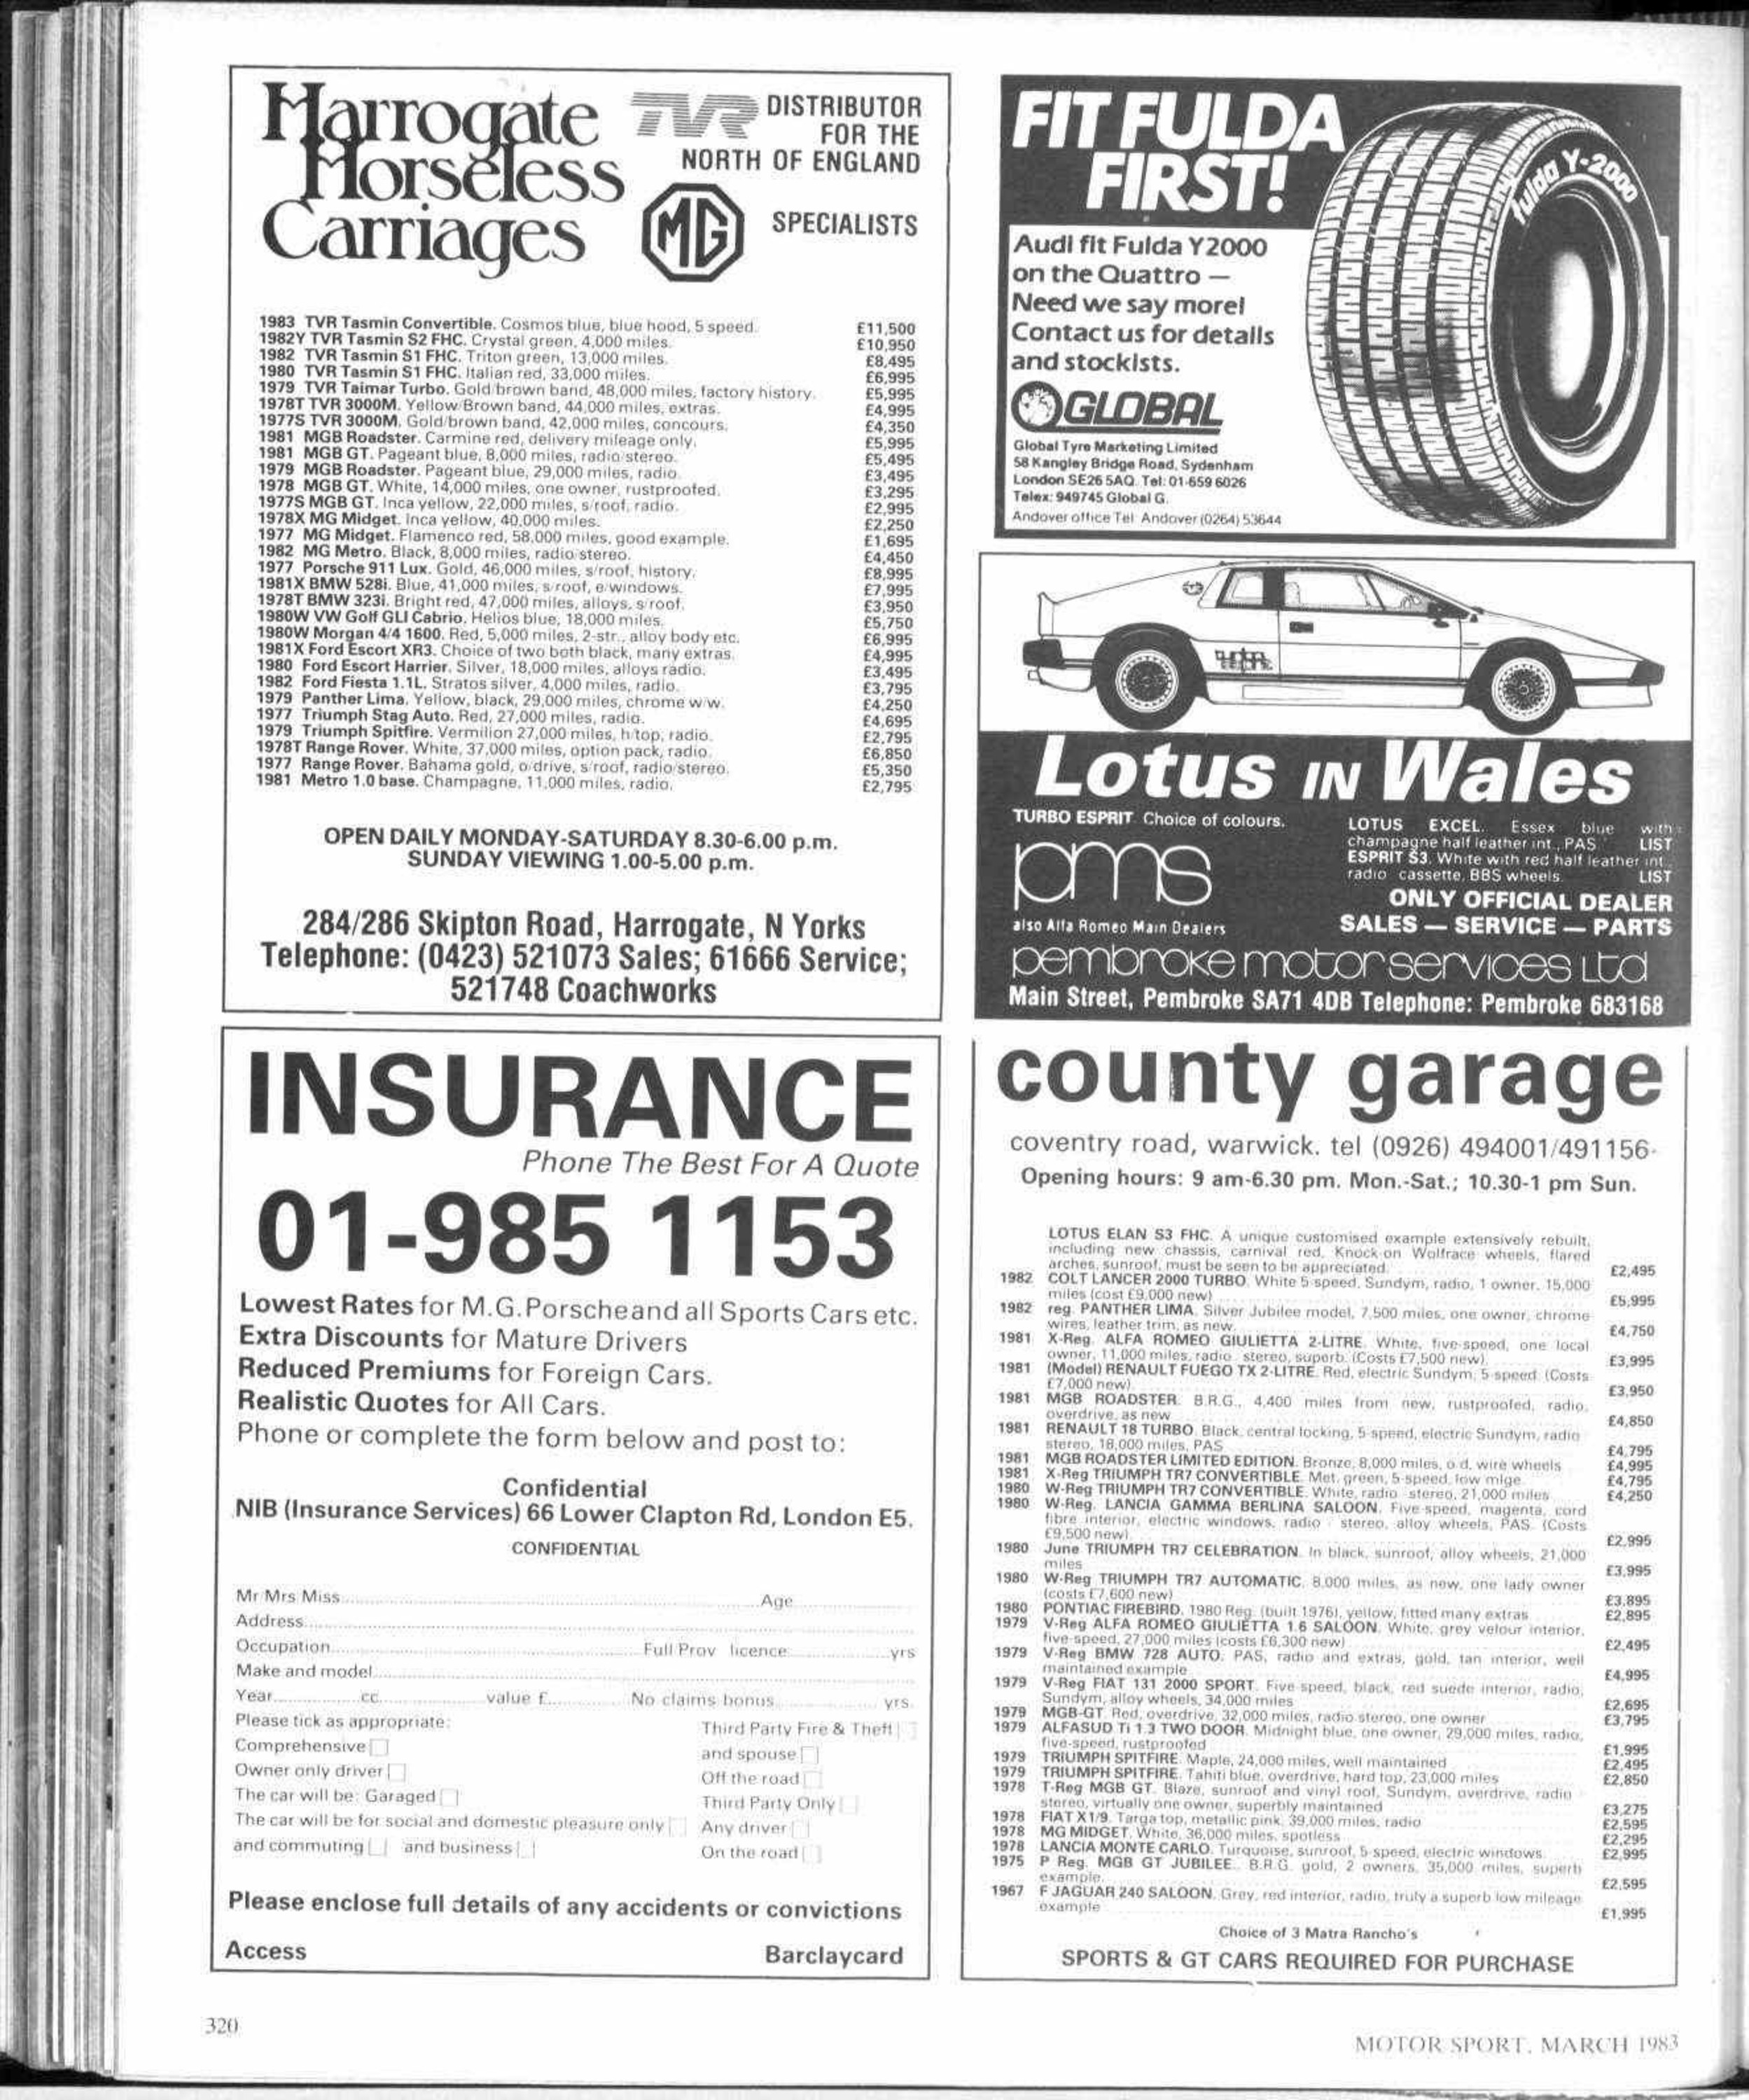 Harrogate
Horseless
Carriages
TVR DISTRIBUTOR
FOR THE
NORTH OF ENGLAND
MG SPECIALISTS
1983 TVR Tasmin Convertible. Cosmos blue, blue hood, 5 speed. £11,500
1982Y TVR Tasmin S2 FHC. Crystal green, 4,000 miles. £10,950
1982 TVR Tasmin S1 FHC. Triton green, 13,000 miles. £8,495
1980 TVR Tasmin S1 FHC. Italian red, 33,000 miles. £6,995
1979 TVR Taimar Turbo. Gold/brown band, 48,000 miles, factory history. £5,995
1978T TVR 3000M. Yellow/Brown band, 44,000 miles, extras. £4,995
1977S TVR 3000M. Gold/brown band, 42,000 miles, concours. £4,350
1981 MGB Roadster. Carmine red, delivery mileage only. £5,995
1981 MGB GT. Pageant blue, 8,000 miles, radio/stereo. £5,495
1979 MGB Roadster. Pageant blue, 29,000 miles, radio. £3,495
1978 MGB GT. White, 14,000 miles, one owner, rustproofed. £3,295
1977S MGB GT. Inca yellow, 22,000 miles, s/roof, radio. £2,995
1978X MG Midget. Inca yellow, 40,000 miles. £2,250
1977 MG Midget. Flamenco red, 58,000 miles, good example. £1,695
1982 MG Metro. Black, 8,000 miles, radio/stereo. £4,450
1977 Porsche 911 Lux. Gold, 46,000 miles, s/roof, history. £8,995
1981X BMW 528i. Blue, 41,000 miles, s/roof, e/windows. £7,995
1978T BMW 323i. Bright red, 47,000 miles, alloys, s/roof. £3,950
1980W VW Golf GLI Cabrio. Helios blue, 18,000 miles. £5,750
1980W Morgan 4/4 1600. Red, 5,000 miles, 2-str., alloy body etc. £6,995
1981X Ford Escort XR3. Choice of two both black, many extras. £4,995
1980 Ford Escort Harrier. Silver, 18,000 miles, alloys radio. £3,495
1982 Ford Fiesta 1.1L. Stratos silver, 4,000 miles, radio. £3,795
1979 Panther Lima. Yellow, black, 29,000 miles, chrome w/w. £4,250
1977 Triumph Stag Auto. Red, 27,000 miles, radio. £4,695
1979 Triumph Spitfire. Vermilion 27,000 miles, h/top, radio. £2,795
1978T Range Rover. White, 37,000 miles, option pack, radio. £6,850
1977 Range Rover. Bahama gold, o/drive, s/roof, radio/stereo. £5,350
1981 Metro 1.0 base. Champagne, 11,000 miles, radio. £2,795
OPEN DAILY MONDAY-SATURDAY 8.30-6.00 p.m.
SUNDAY VIEWING 1.00-5.00 p.m.
284/286 Skipton Road, Harrogate, N Yorks
Telephone: (0423) 521073 Sales; 61666 Service;
521748 Coachworks
FIT FULDA
FIRST!
fulda Y-2000
Audi fit Fulda Y2000
on the Quattro —
Need we say more!
Contact us for details
and stockists.
GLOBAL
Global Tyre Marketing Limited
58 Kangley Bridge Road, Sydenham
London SE26 5AQ. Tel: 01-659 6026
Telex: 949745 Global G.
Andover office Tel Andover (0264) 53644
turbo
Lotus IN Wales
TURBO ESPRIT Choice of colours.
pms
also Alfa Romeo Main Dealers
LOTUS EXCEL. Essex blue with
champagne half leather int., PAS. LIST
ESPRIT S3. White with red half leather int.,
radio cassette, BBS wheels. LIST
ONLY OFFICIAL DEALER
SALES — SERVICE — PARTS
pembroke motor services Ltd
Main Street, Pembroke SA71 4DB Telephone: Pembroke 683168
INSURANCE
Phone The Best For A Quote
01-985 1153
Lowest Rates for M.G.Porscheand all Sports Cars etc.
Extra Discounts for Mature Drivers
Reduced Premiums for Foreign Cars.
Realistic Quotes for All Cars.
Phone or complete the form below and post to:
Confidential
NIB (Insurance Services) 66 Lower Clapton Rd, London E5.
CONFIDENTIAL
Mr/Mrs/Miss Age
Address
Occupation Full/Prov licence yrs
Make and model
Year cc value £ No claims bonus yrs.
Please tick as appropriate: Third Party Fire & Theft
Comprehensive and spouse
Owner only driver Off the road
The car will be: Garaged Third Party Only
The car will be for social and domestic pleasure only Any driver
and commuting and business On the road
Please enclose full details of any accidents or convictions
Access Barclaycard
county garage
coventry road, warwick. tel (0926) 494001/491156
Opening hours: 9 am-6.30 pm. Mon.-Sat.; 10.30-1 pm Sun.
LOTUS ELAN S3 FHC. A unique customised example extensively rebuilt,
including new chassis, carnival red. Knock-on Wolfrace wheels, flared
arches, sunroof, must be seen to be appreciated. £2,495
1982 COLT LANCER 2000 TURBO. White 5-speed, Sundym, radio, 1 owner, 15,000
miles (cost £9,000 new) £5,995
1982 reg. PANTHER LIMA. Silver Jubilee model, 7,500 miles, one owner, chrome
wires, leather trim, as new. £4,750
1981 X-Reg. ALFA ROMEO GIULIETTA 2-LITRE. White, five-speed, one local
owner, 11,000 miles, radio stereo, superb. (Costs £7,500 new). £3,995
1981 (Model) RENAULT FUEGO TX 2-LITRE. Red, electric Sundym, 5-speed. (Costs
£7,000 new). £3,950
1981 MGB ROADSTER. B.R.G., 4,400 miles from new, rustproofed, radio,
overdrive, as new £4,850
1981 RENAULT 18 TURBO. Black, central locking, 5-speed, electric Sundym, radio
stereo, 18,000 miles, PAS £4,795
1981 MGB ROADSTER LIMITED EDITION. Bronze, 8,000 miles, o/d, wire wheels £4,995
1981 X-Reg TRIUMPH TR7 CONVERTIBLE. Met. green, 5-speed, low mlge £4,795
1980 W-Reg TRIUMPH TR7 CONVERTIBLE. White, radio stereo, 21,000 miles £4,250
1980 W-Reg. LANCIA GAMMA BERLINA SALOON. Five-speed, magenta, cord
fibre interior, electric windows, radio stereo, alloy wheels, PAS. (Costs
£9,500 new). £2,995
1980 June TRIUMPH TR7 CELEBRATION. In black, sunroof, alloy wheels, 21,000
miles £3,995
1980 W-Reg TRIUMPH TR7 AUTOMATIC. 8,000 miles, as new, one lady owner
(costs £7,600 new) £3,895
1980 PONTIAC FIREBIRD. 1980 Reg. (built 1976), yellow, fitted many extras £2,895
1979 V-Reg ALFA ROMEO GIULIETTA 1.6 SALOON. White, grey velour interior,
five-speed, 27,000 miles (costs £6,300 new) £2,495
1979 V-Reg BMW 728 AUTO. PAS, radio and extras, gold, tan interior, well
maintained example £4,995
1979 V-Reg FIAT 131 2000 SPORT. Five-speed, black, red suede interior, radio,
Sundym, alloy wheels, 34,000 miles £2,695
1979 MGB-GT. Red, overdrive, 32,000 miles, radio/stereo, one owner £3,795
1979 ALFASUD Ti 1.3 TWO DOOR. Midnight blue, one owner, 29,000 miles, radio,
five-speed, rustproofed £1,995
1979 TRIUMPH SPITFIRE. Maple, 24,000 miles, well maintained £2,495
1979 TRIUMPH SPITFIRE. Tahiti blue, overdrive, hard top, 23,000 miles £2,850
1978 T-Reg MGB GT. Blaze, sunroof and vinyl roof, Sundym, overdrive, radio
stereo, virtually one owner, superbly maintained £3,275
1978 FIAT X1/9. Targa top, metallic pink, 39,000 miles, radio £2,595
1978 MG MIDGET. White, 36,000 miles, spotless £2,295
1978 LANCIA MONTE CARLO. Turquoise, sunroof, 5-speed, electric windows £2,995
1975 P Reg. MGB GT JUBILEE. B.R.G. gold, 2 owners, 35,000 miles, superb
example. £2,595
1967 F JAGUAR 240 SALOON. Grey, red interior, radio, truly a superb low mileage
example £1,995
Choice of 3 Matra Rancho's
SPORTS & GT CARS REQUIRED FOR PURCHASE
320
MOTOR SPORT, MARCH 1983